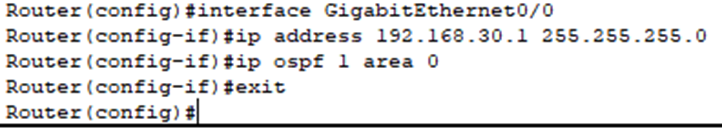 Router(config)#interface GigabitEthernet0/0
Router(config-if)#ip address 192.168.30.1 255.255.255.0
Router(config-if)#ip ospf 1 area 0
Router(config-if)#exit
Router(config)#